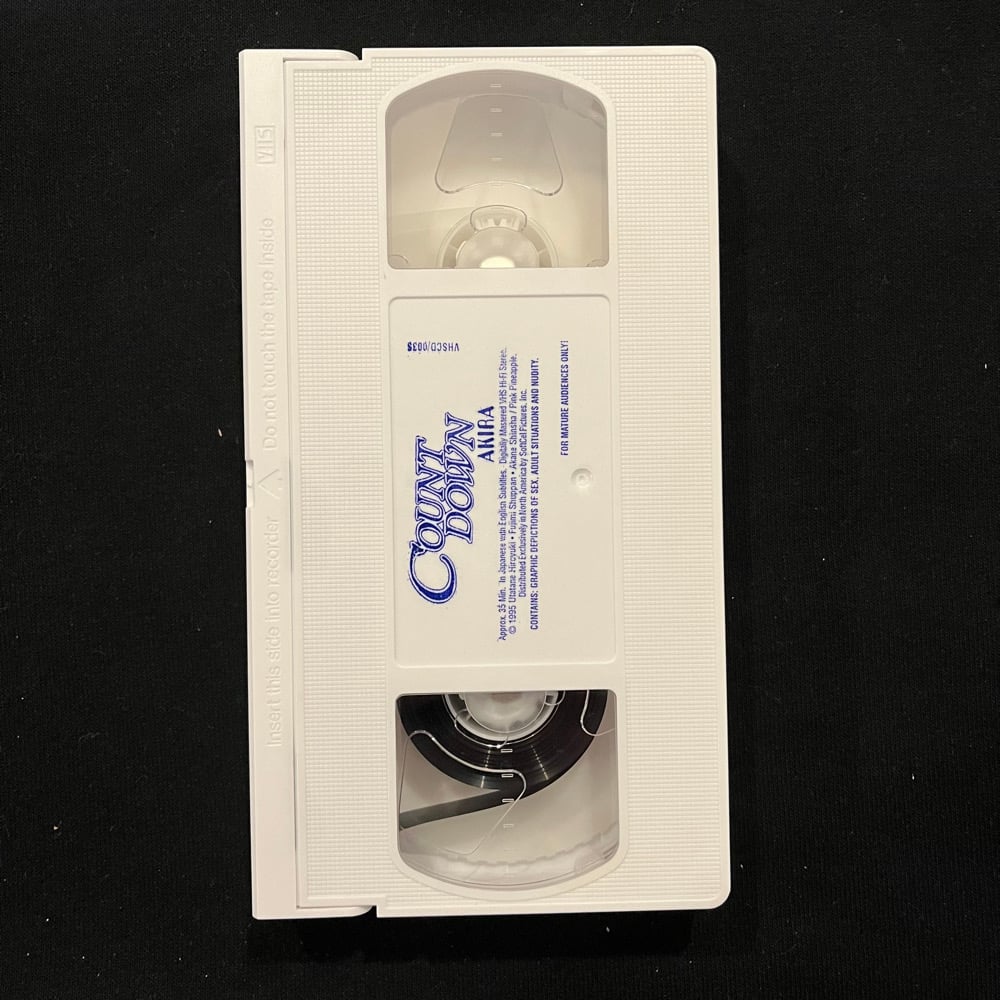 VHSCD/003S
COUNT
DOWN
AKIRA
Approx. 35 Min. In Japanese with English Subtitles. Digitally Mastered VHS Hi-Fi Stereo.
© 1995 Utatane Hiroyuki • Fujimi Shuppan • Akane Shinsha / Pink Pineapple.
Distributed Exclusively in North America by SoftCel Pictures, Inc.
CONTAINS: GRAPHIC DEPICTIONS OF SEX, ADULT SITUATIONS AND NUDITY.
FOR MATURE AUDIENCES ONLY!
Insert this side into recorder
Do not touch the tape inside
VHS